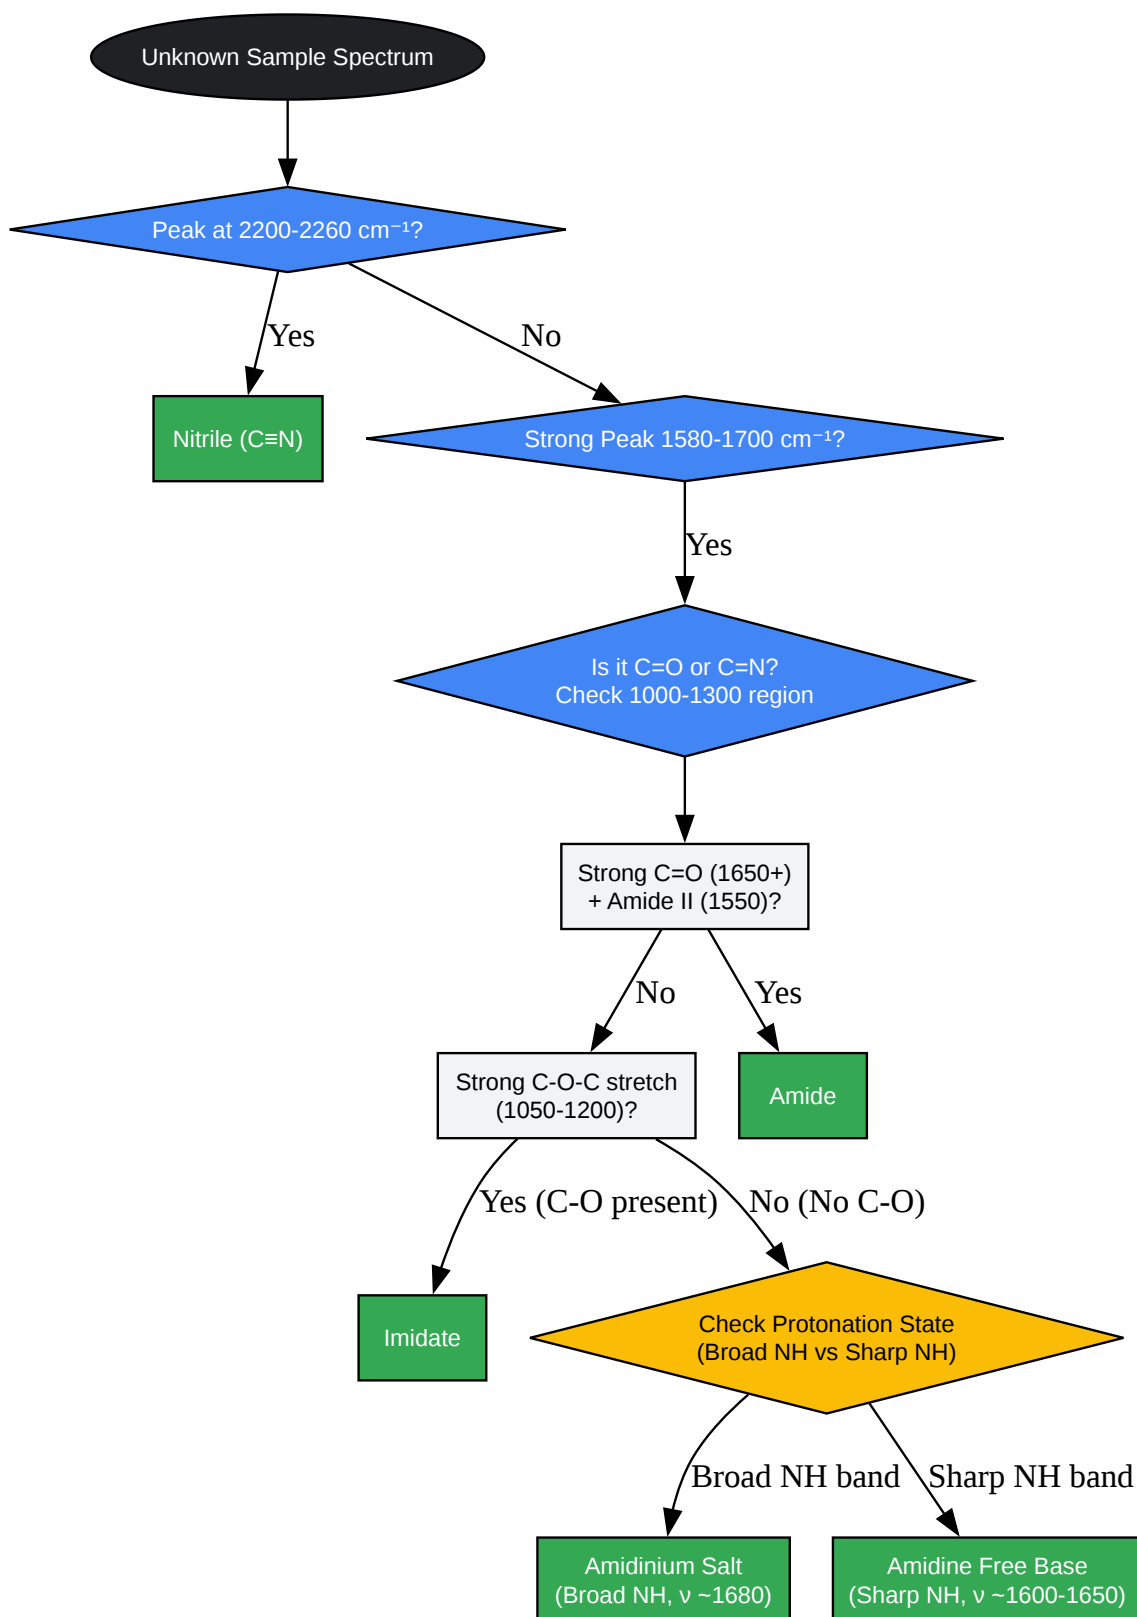 Unknown Sample Spectrum
Peak at 2200-2260 cm⁻¹?
Yes
No
Nitrile (C≡N)
Strong Peak 1580-1700 cm⁻¹?
Yes
Is it C=O or C=N?
Check 1000-1300 region
Strong C=O (1650+)
+ Amide II (1550)?
No
Yes
Strong C-O-C stretch
(1050-1200)?
Amide
Yes (C-O present)
No (No C-O)
Imidate
Check Protonation State
(Broad NH vs Sharp NH)
Broad NH band
Sharp NH band
Amidinium Salt
(Broad NH, ν ~1680)
Amidine Free Base
(Sharp NH, ν ~1600-1650)